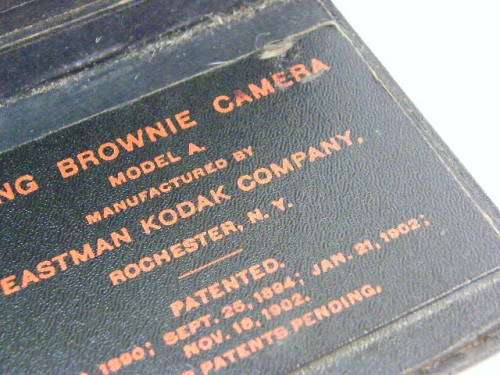 NG BROWNIE CAMERA
MODEL A.
MANUFACTURED BY
EASTMAN KODAK COMPANY,
ROCHESTER, N. Y.
PATENTED.
1890; SEPT. 25, 1894; JAN. 21, 1902;
NOV. 18, 1902.
PATENTS PENDING.